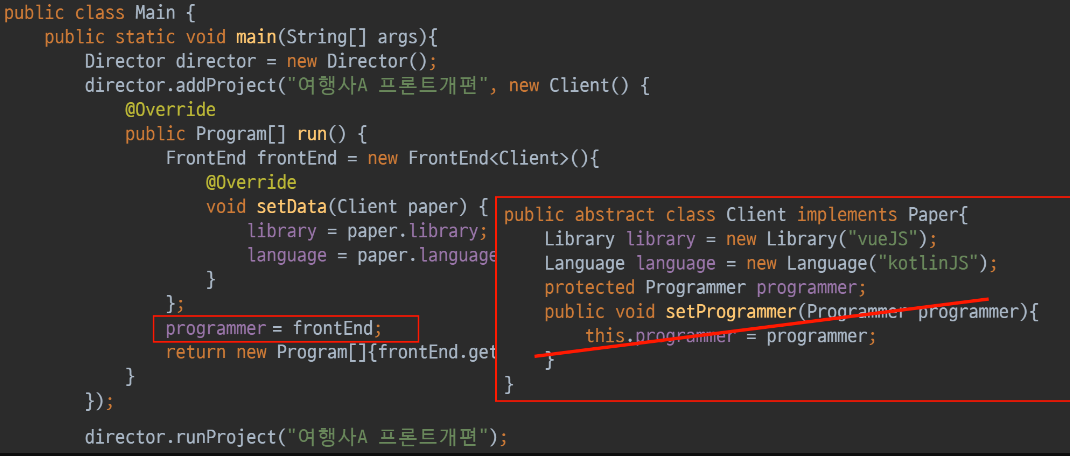 public class Main {
public static void main(String[] args){
Director director = new Director();
director.addProject("여행사A 프론트개편", new Client() {
@Override
public Program[] run() {
FrontEnd frontEnd = new FrontEnd<Client>(){
@Override
void setData(Client paper) {
library = paper.library;
language = paper.language
}
};
programmer = frontEnd;
return new Program[]{frontEnd.get
}
});
director.runProject("여행사A 프론트개편");
public abstract class Client implements Paper{
Library library = new Library("vueJS");
Language language = new Language("kotlinJS");
protected Programmer programmer;
public void setProgrammer(Programmer programmer){
this.programmer = programmer;
}
}